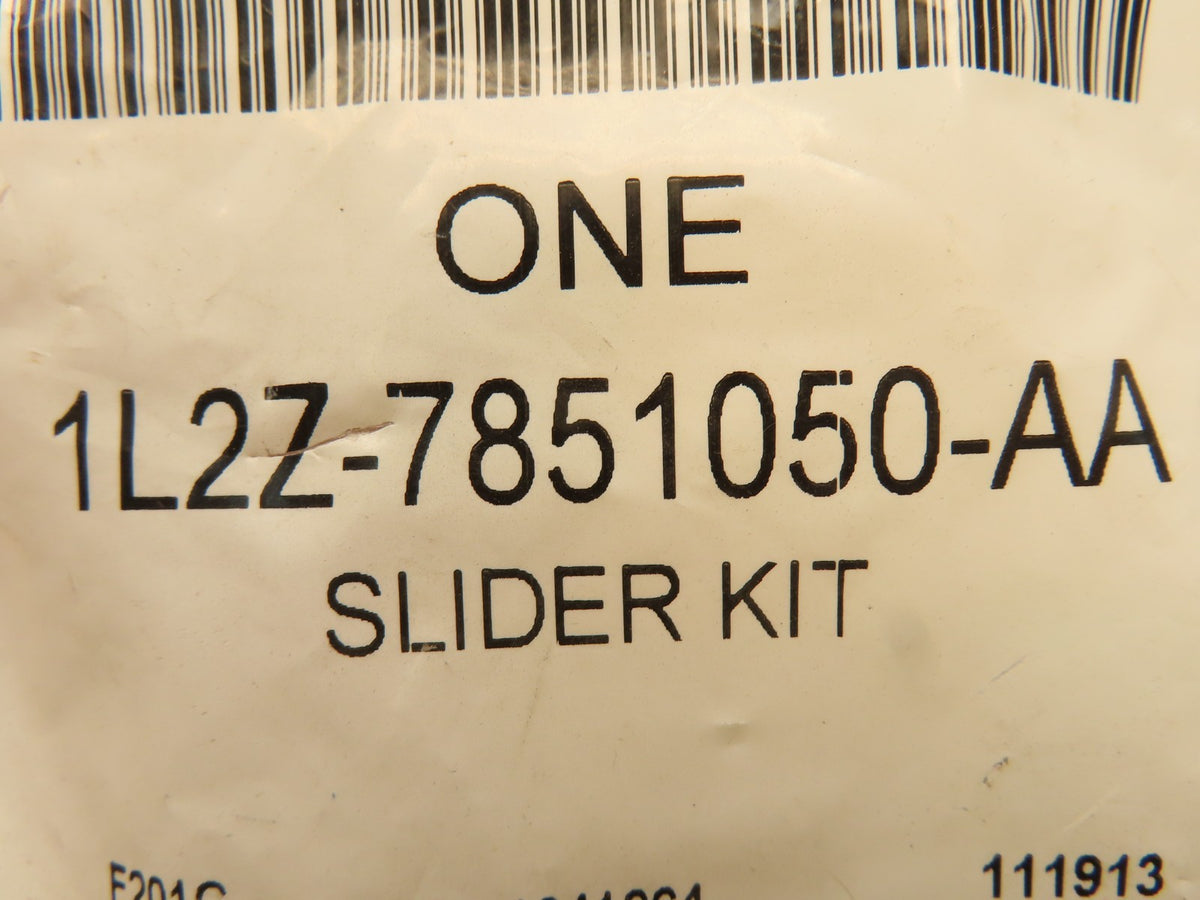 ONE
1L2Z-7851050-AA
SLIDER KIT
111913